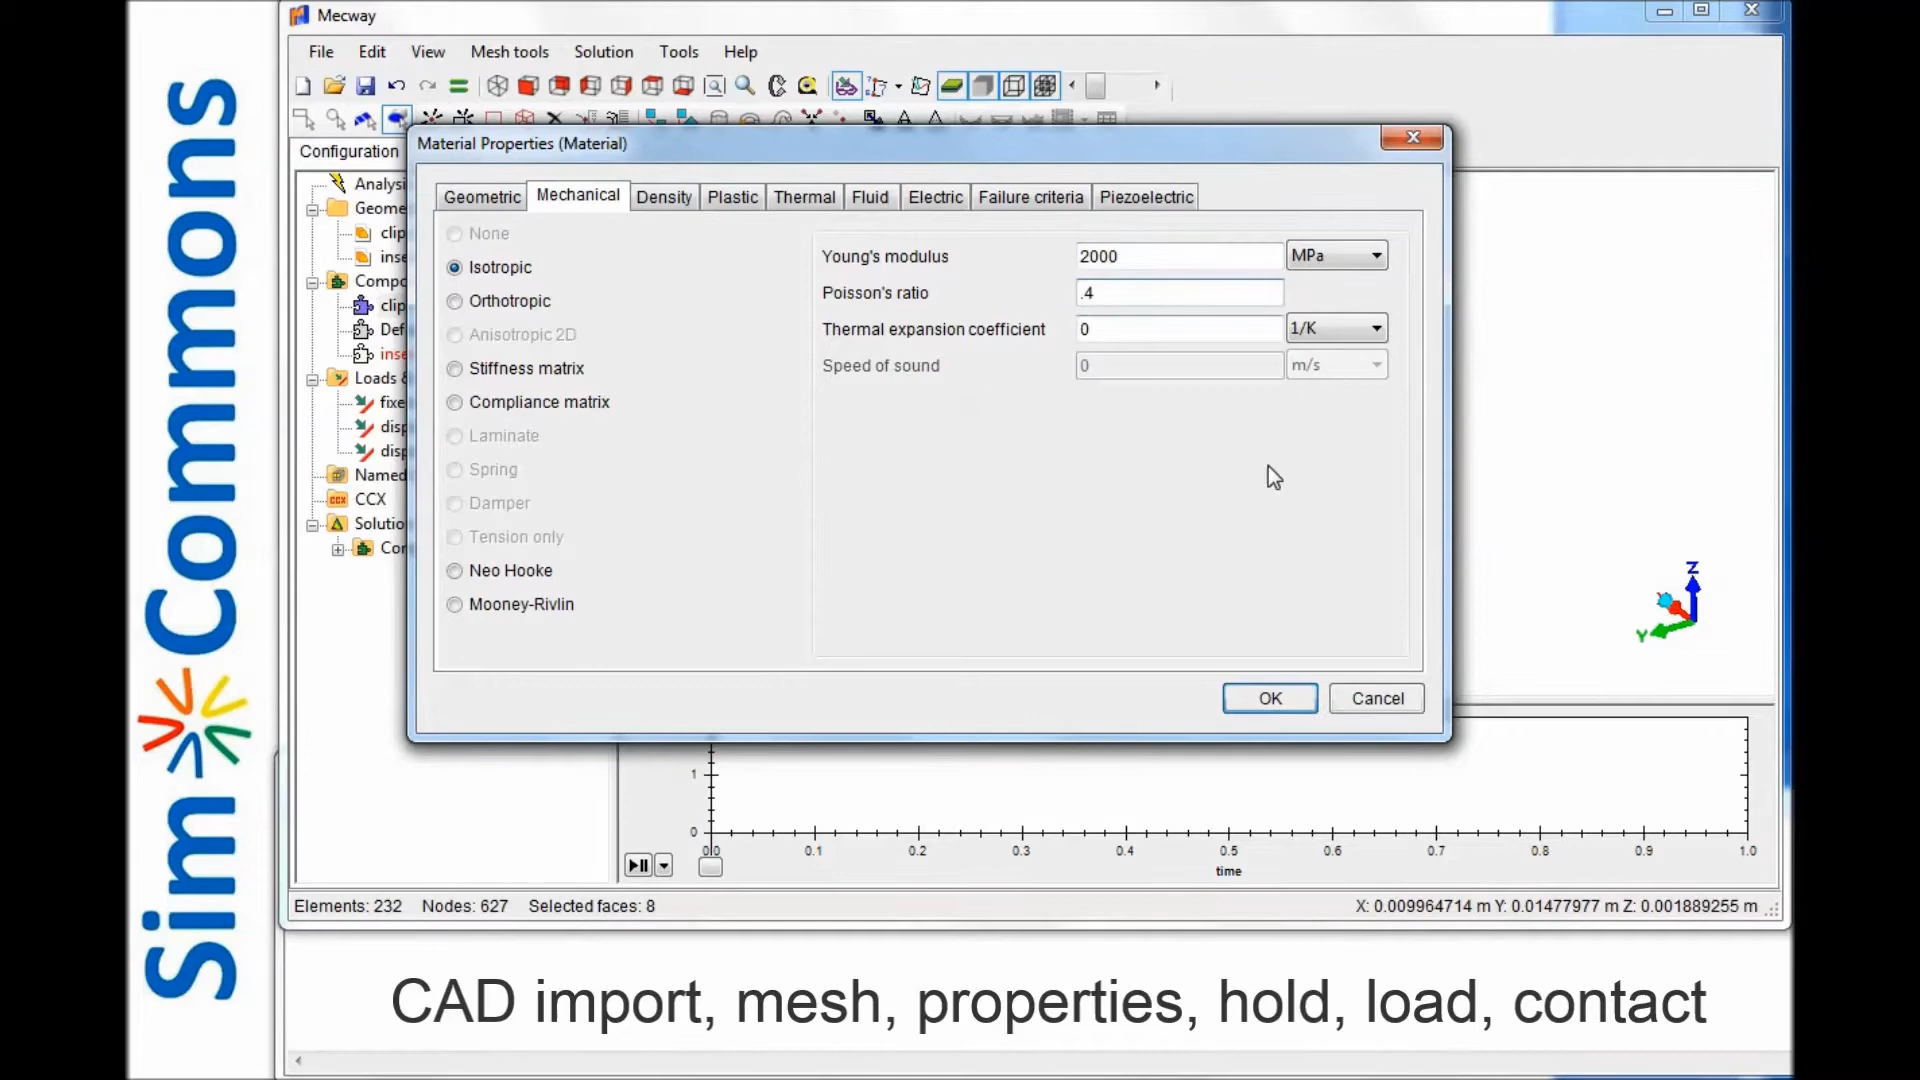 Sim Commons
Mecway
File Edit View Mesh tools Solution Tools Help
Configuration
Material Properties (Material)
Analysi
Geome
clip
inse
Compo
clip
Def
inse
Loads &
fixe
disp
disp
Named
CCX
Solutio
Cor
Geometric Mechanical Density Plastic Thermal Fluid Electric Failure criteria Piezoelectric
None
Isotropic
Orthotropic
Anisotropic 2D
Stiffness matrix
Compliance matrix
Laminate
Spring
Damper
Tension only
Neo Hooke
Mooney-Rivlin
Young's modulus 2000 MPa
Poisson's ratio .4
Thermal expansion coefficient 0 1/K
Speed of sound 0 m/s
OK Cancel
Z
Y
1
0
0.0 0.1 0.2 0.3 0.4 0.5 0.6 0.7 0.8 0.9 1.0
time
Elements: 232 Nodes: 627 Selected faces: 8 X: 0.009964714 m Y: 0.01477977 m Z: 0.001889255 m
CAD import, mesh, properties, hold, load, contact